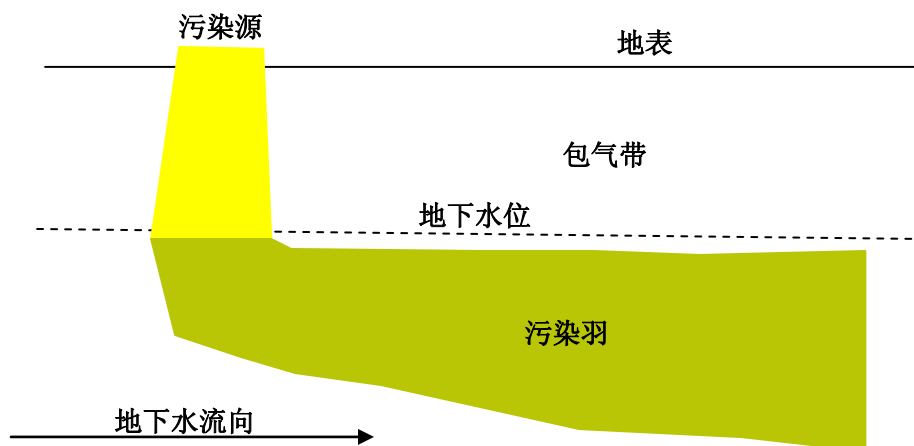 污染源
地表
包气带
地下水位
污染羽
地下水流向